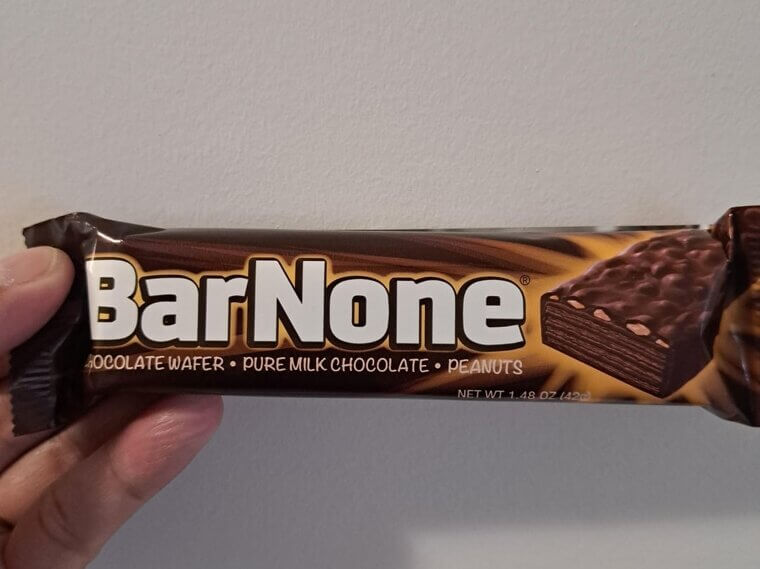 BarNone®
HOCOLATE WAFER • PURE MILK CHOCOLATE • PEANUTS
NET WT 1.48 OZ (42g